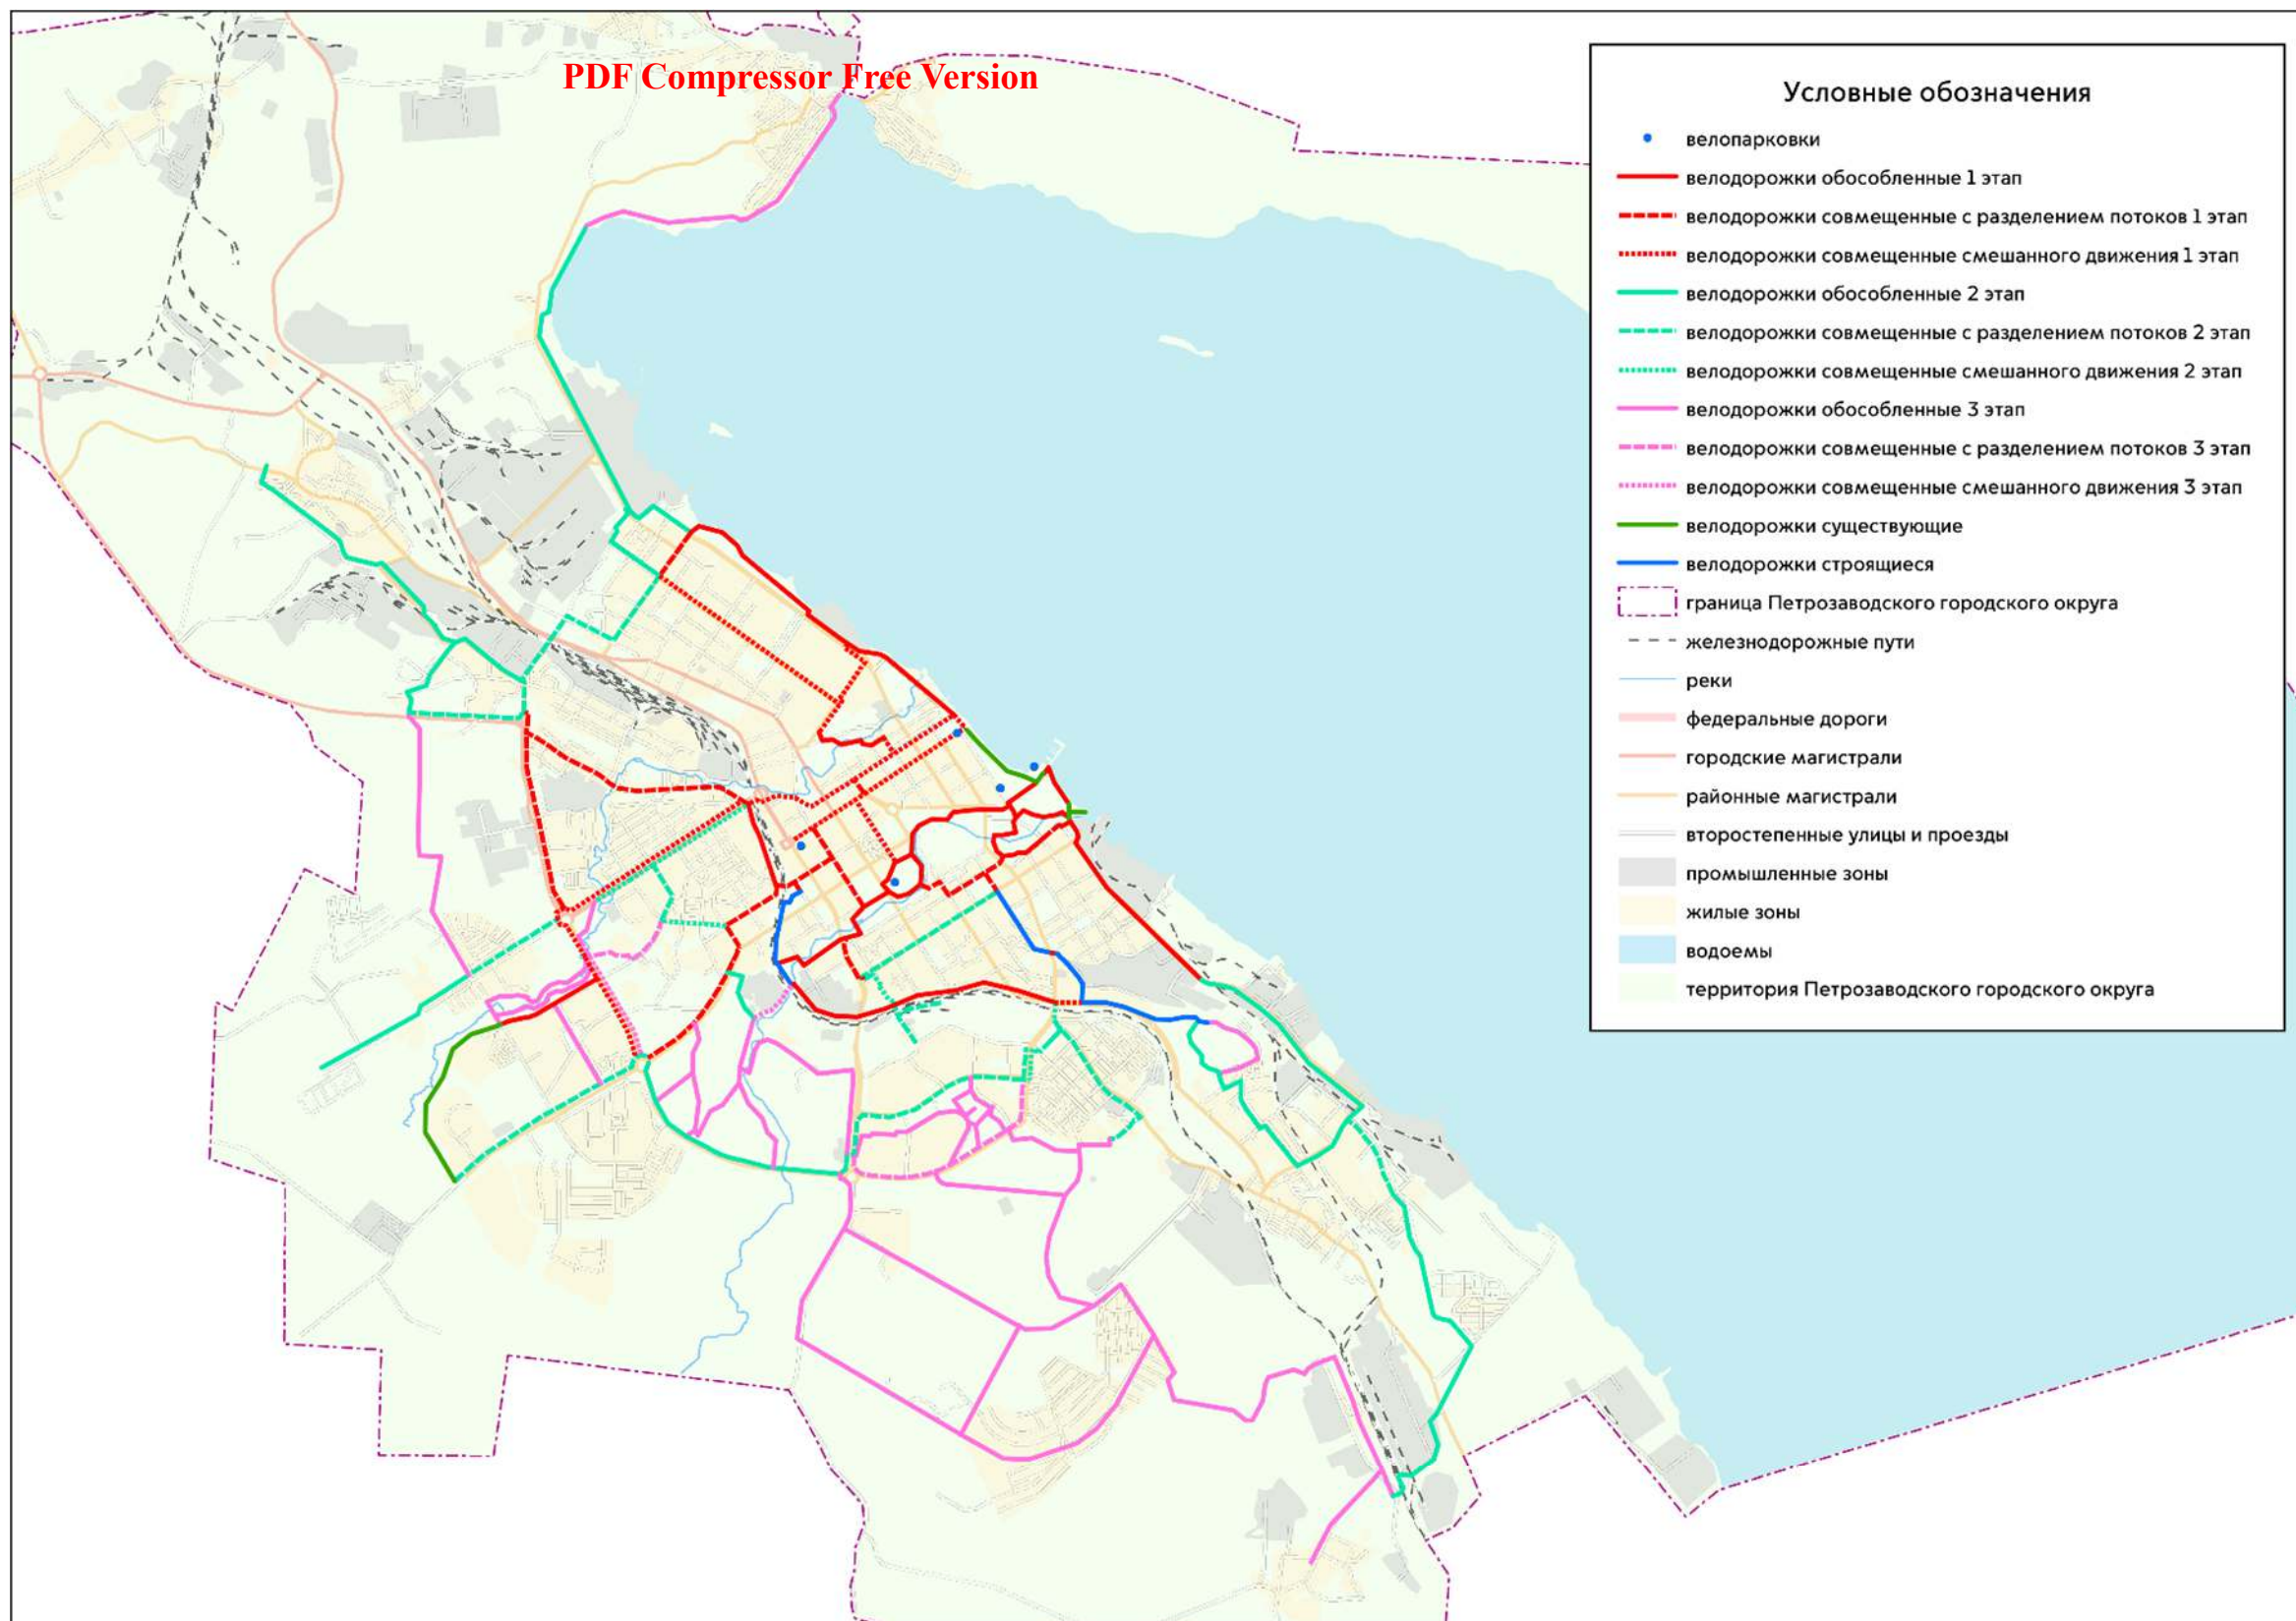 PDF Compressor Free Version
Условные обозначения
велопарковки
велодорожки обособленные 1 этап
велодорожки совмещенные с разделением потоков 1 этап
велодорожки совмещенные смешанного движения 1 этап
велодорожки обособленные 2 этап
велодорожки совмещенные с разделением потоков 2 этап
велодорожки совмещенные смешанного движения 2 этап
велодорожки обособленные 3 этап
велодорожки совмещенные с разделением потоков 3 этап
велодорожки совмещенные смешанного движения 3 этап
велодорожки существующие
велодорожки строящиеся
граница Петрозаводского городского округа
железнодорожные пути
реки
федеральные дороги
городские магистрали
районные магистрали
второстепенные улицы и проезды
промышленные зоны
жилые зоны
водоемы
территория Петрозаводского городского округа